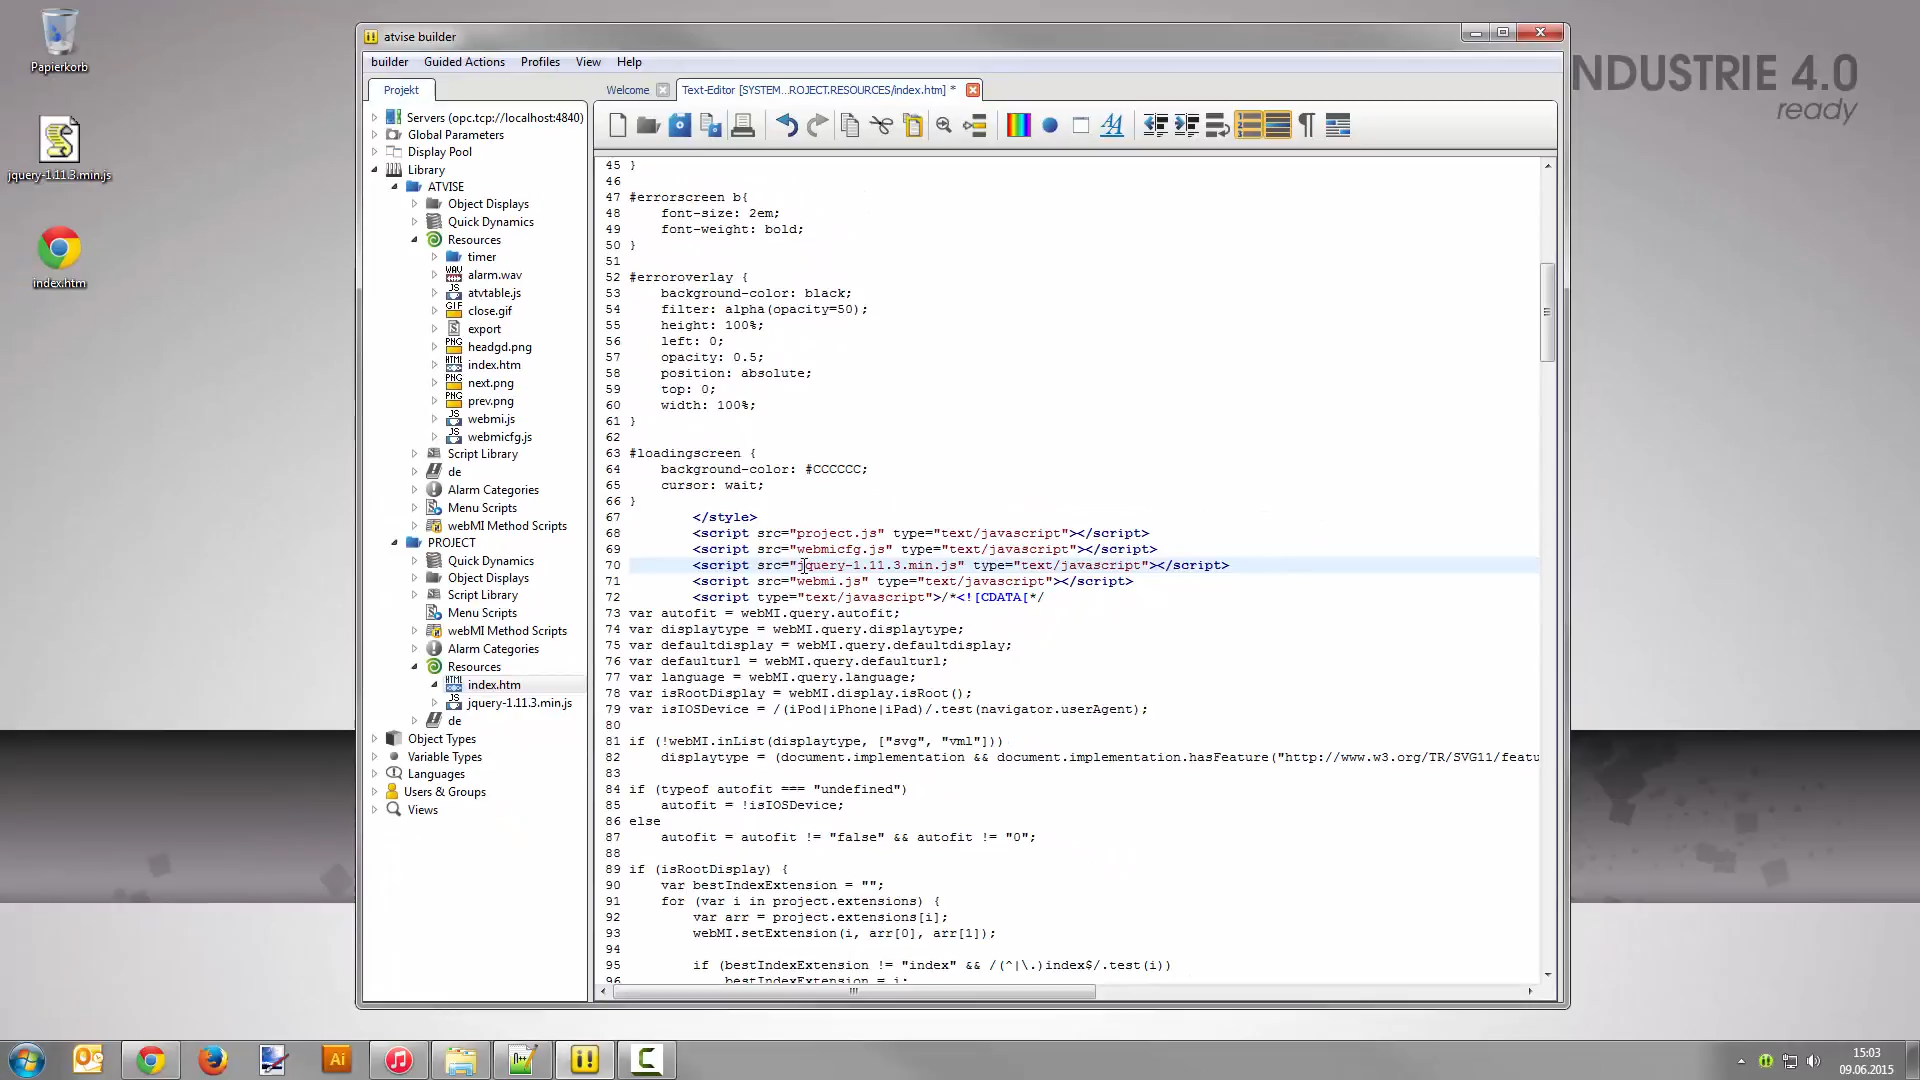 Papierkorb
jquery-1.11.3.min.js
index.htm
NDUSTRIE 4.0
ready
atvise builder
builder Guided Actions Profiles View Help
Projekt
Servers (opc.tcp://localhost:4840)
Global Parameters
Display Pool
Library
ATVISE
Object Displays
Quick Dynamics
Resources
timer
WAV alarm.wav
JS atvtable.js
GIF close.gif
export
PNG headgd.png
HTML index.htm
PNG next.png
PNG prev.png
JS webmi.js
JS webmicfg.js
Script Library
de
Alarm Categories
Menu Scripts
webMI Method Scripts
PROJECT
Quick Dynamics
Object Displays
Script Library
Menu Scripts
webMI Method Scripts
Alarm Categories
Resources
HTML index.htm
JS jquery-1.11.3.min.js
de
Object Types
Variable Types
Languages
Users & Groups
Views
Welcome Text-Editor [SYSTEM...ROJECT.RESOURCES/index.htm] *
45 }
46
47 #errorscreen b{
48 font-size: 2em;
49 font-weight: bold;
50 }
51
52 #erroroverlay {
53 background-color: black;
54 filter: alpha(opacity=50);
55 height: 100%;
56 left: 0;
57 opacity: 0.5;
58 position: absolute;
59 top: 0;
60 width: 100%;
61 }
62
63 #loadingscreen {
64 background-color: #CCCCCC;
65 cursor: wait;
66 }
67 </style>
68 <script src="project.js" type="text/javascript"></script>
69 <script src="webmicfg.js" type="text/javascript"></script>
70 <script src="jquery-1.11.3.min.js" type="text/javascript"></script>
71 <script src="webmi.js" type="text/javascript"></script>
72 <script type="text/javascript">/*<![CDATA[*/
73 var autofit = webMI.query.autofit;
74 var displaytype = webMI.query.displaytype;
75 var defaultdisplay = webMI.query.defaultdisplay;
76 var defaulturl = webMI.query.defaulturl;
77 var language = webMI.query.language;
78 var isRootDisplay = webMI.display.isRoot();
79 var isIOSDevice = /(iPod|iPhone|iPad)/.test(navigator.userAgent);
80
81 if (!webMI.inList(displaytype, ["svg", "vml"]))
82 displaytype = (document.implementation && document.implementation.hasFeature("http://www.w3.org/TR/SVG11/featu
83
84 if (typeof autofit === "undefined")
85 autofit = !isIOSDevice;
86 else
87 autofit = autofit != "false" && autofit != "0";
88
89 if (isRootDisplay) {
90 var bestIndexExtension = "";
91 for (var i in project.extensions) {
92 var arr = project.extensions[i];
93 webMI.setExtension(i, arr[0], arr[1]);
94
95 if (bestIndexExtension != "index" && /(^|\.)index$/.test(i))
96 bestIndexExtension = i;
Ai
15:03
09.06.2015